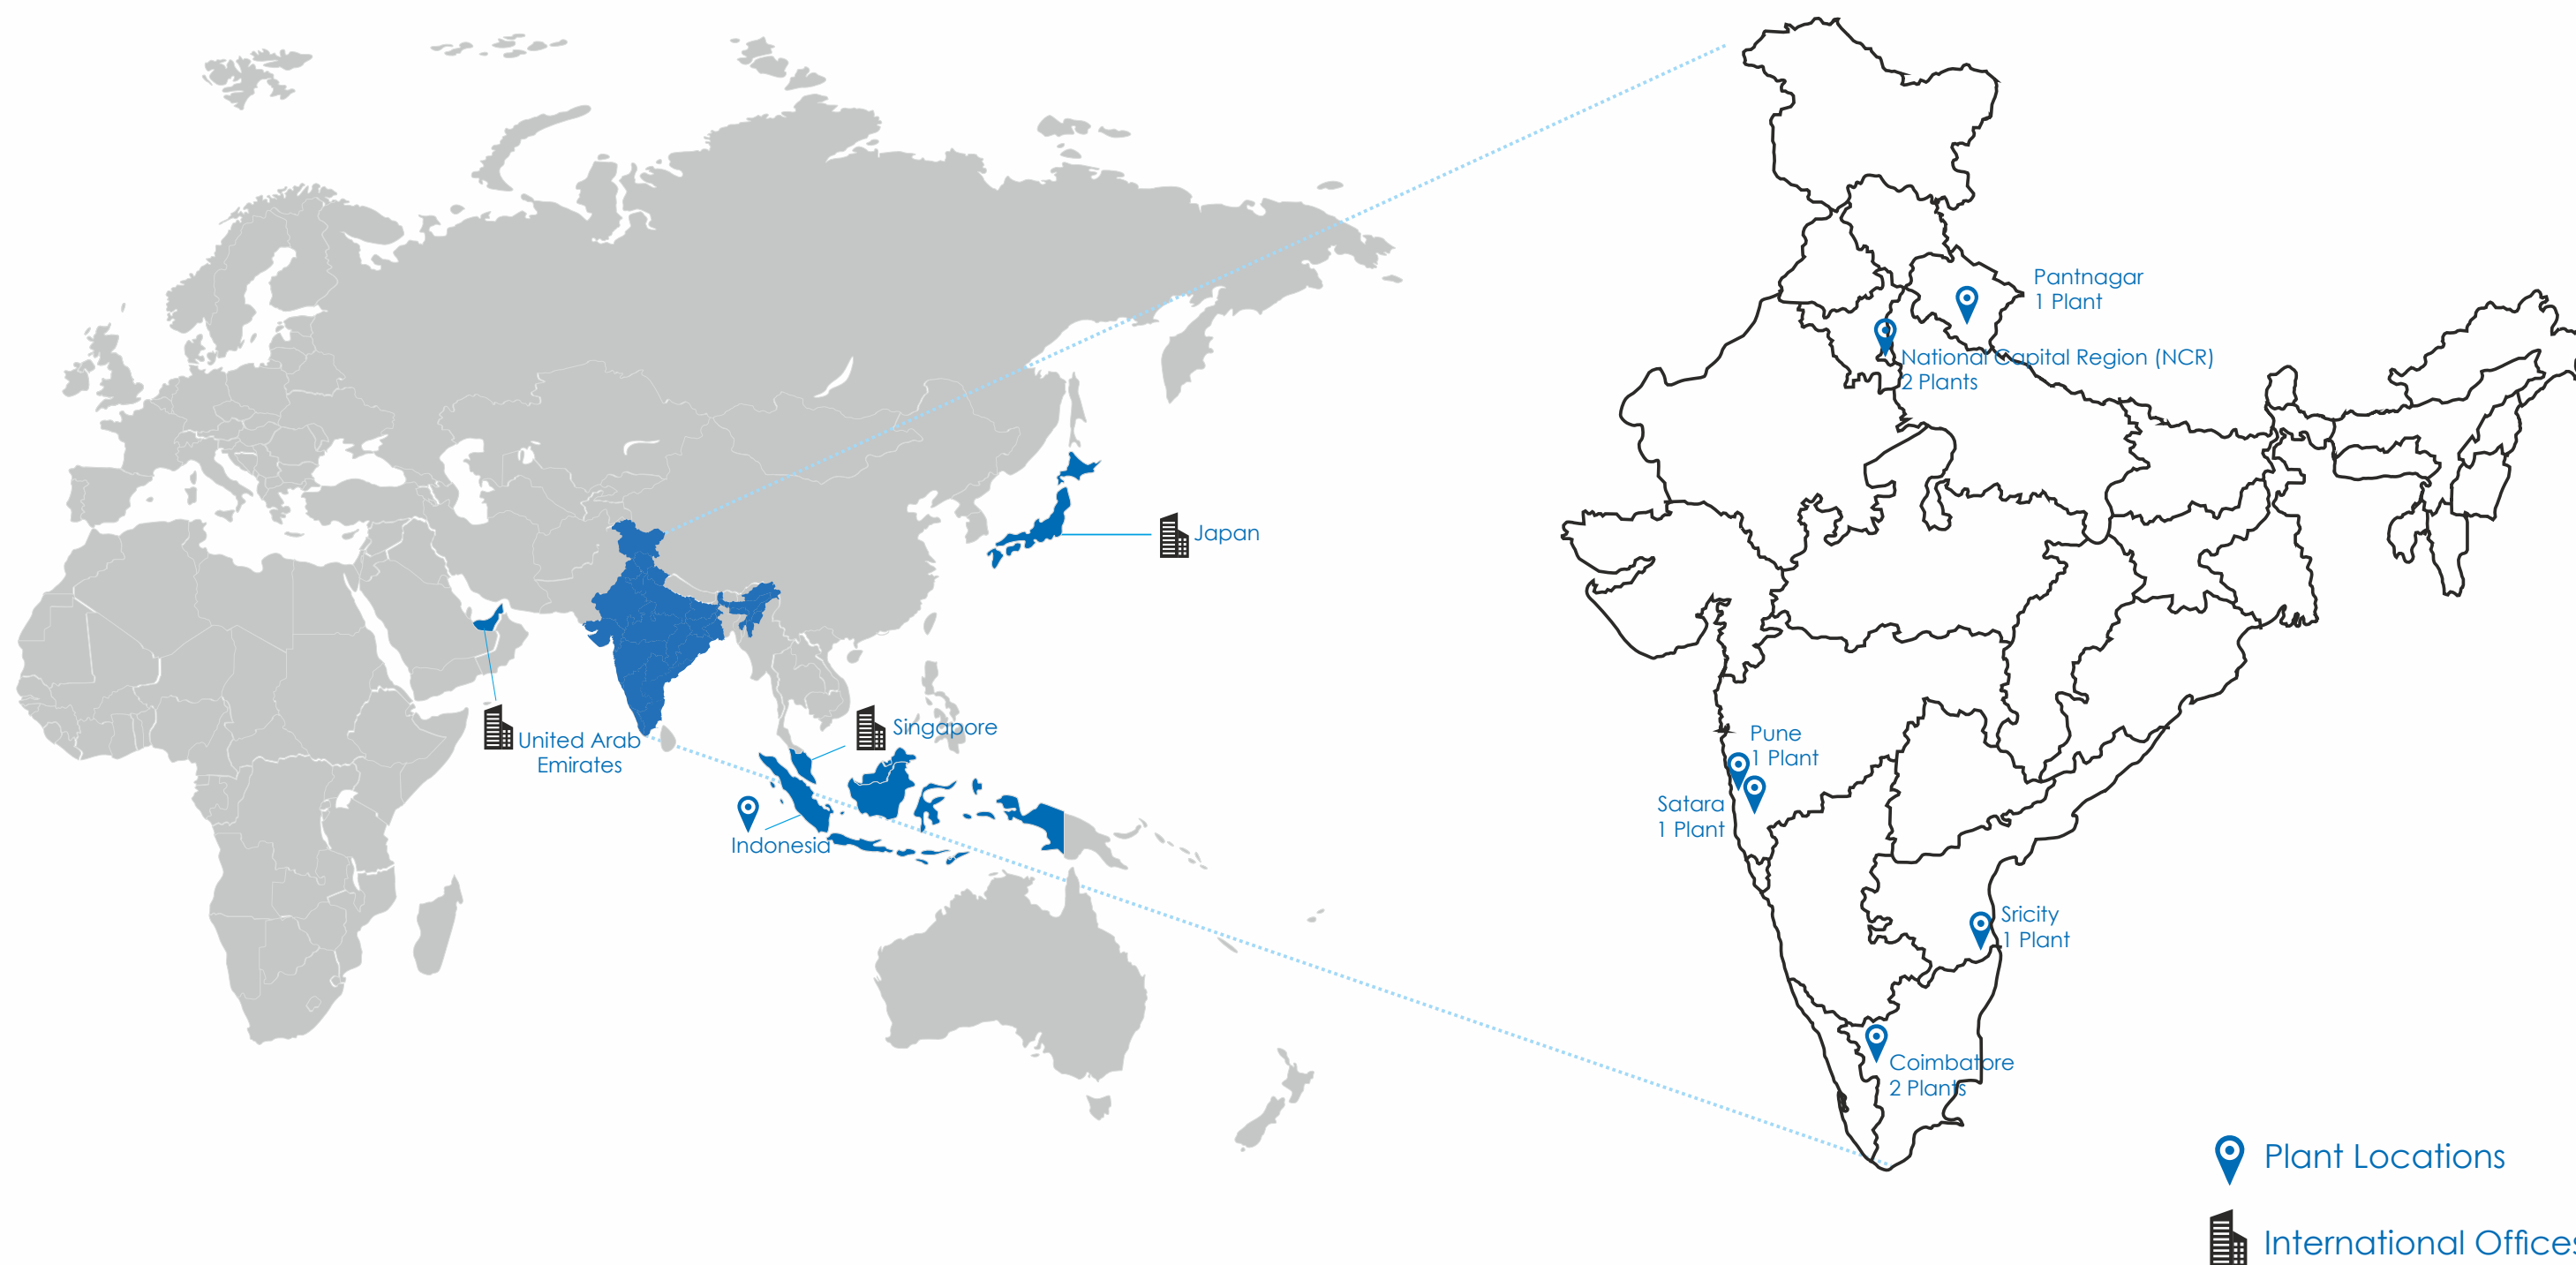 Japan
United Arab
Emirates
Singapore
Indonesia
Pantnagar
1 Plant
National Capital Region (NCR)
2 Plants
Pune
1 Plant
Satara
1 Plant
Sricity
1 Plant
Coimbatore
2 Plants
Plant Locations
International Offices